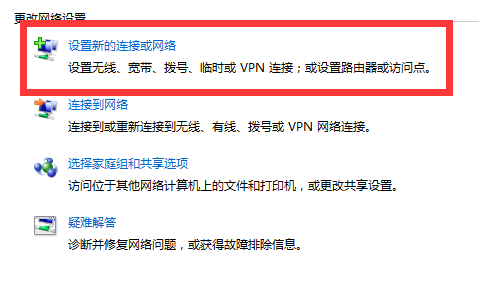 更改网络设置
设置新的连接或网络
设置无线、宽带、拨号、临时或 VPN 连接；或设置路由器或访问点。
连接到网络
连接到或重新连接到无线、有线、拨号或 VPN 网络连接。
选择家庭组和共享选项
访问位于其他网络计算机上的文件和打印机，或更改共享设置。
疑难解答
诊断并修复网络问题，或获得故障排除信息。